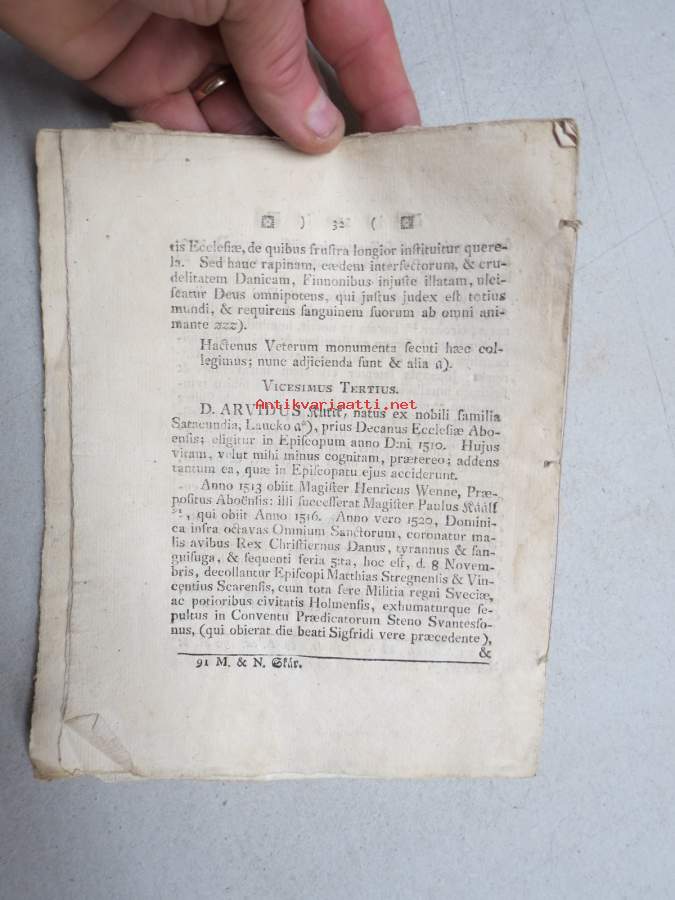 ) 32 (
tis Ecclesiæ, de quibus frustra longior instituitur quere-
la. Sed hanc rapinam, eædem interfectorum, & cru-
delitatem Danicam, Finnonibus injuste illatam, ulci-
scatur Deus omnipotens, qui justus judex est totius
mundi, & requirens sanguinem suorum ab omni ani-
mante zzz).
Hactenus Veterum monumenta secuti hæc col-
legimus; nunc adjicienda sunt & alia a).
VICESIMUS TERTIUS.
Antikvariaatti.net
D. ARVIDUS Kurck, natus ex nobili familia
Satacundia, Laucko a²), prius Decanus Ecclesiæ Abo-
ensis; eligitur in Episcopum anno D:ni 1510. Hujus
vitam, velut mihi minus cognitam, prætereo; addens
tantum ea, quæ in Episcopatu ejus acciderunt.
Anno 1513 obiit Magister Henricus Wenne, Præ-
positus Aboënsis: illi successerat Magister Paulus
, qui obiit Anno 1516. Anno vero 1520, Domini-
ca infra octavas Omnium Sanctorum, coronatur ma-
lis avibus Rex Christiernus Danus, tyrannus & san-
guisuga, & sequenti feria 5:ta, hoc est, d. 8 Novem-
bris, decollantur Episcopi Matthias Stregnensis & Vin-
centius Scarensis, cum tota fere Militia regni Sveciæ,
ac potioribus civitatis Holmensis, exhumaturque se-
pultus in Conventu Prædicatorum Steno Svantesso-
nus, (qui obierat die beati Sigfridi vere præcedente),
&
91 M. & N. Skår.